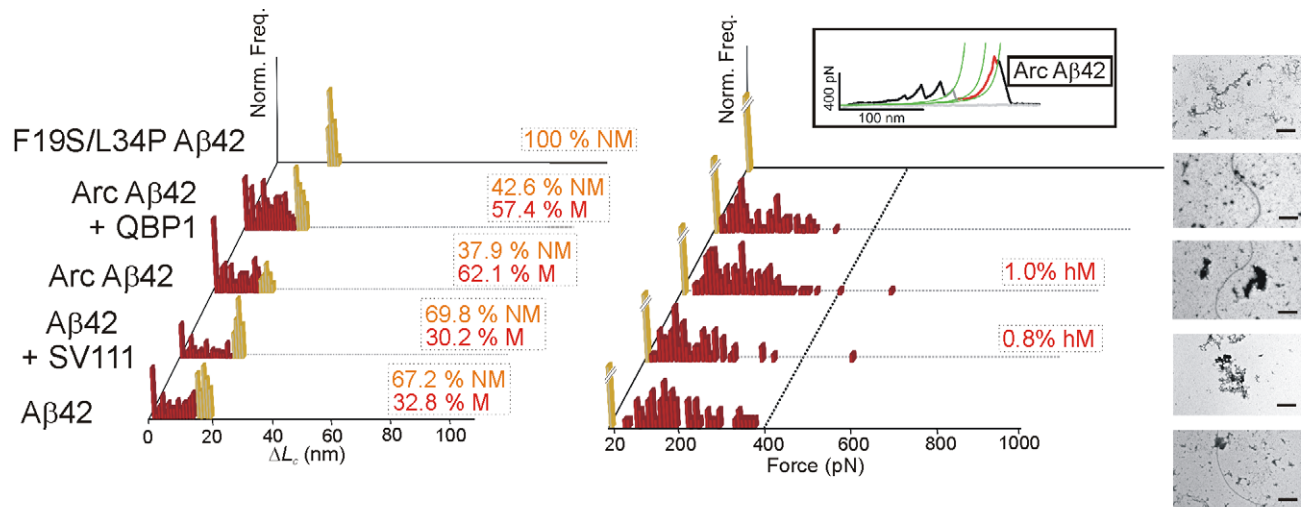 Norm. Freq.
F19S/L34P Aβ42
100 % NM
Arc Aβ42
+ QBP1
42.6 % NM
57.4 % M
Arc Aβ42
37.9 % NM
62.1 % M
Aβ42
+ SV111
69.8 % NM
30.2 % M
Aβ42
67.2 % NM
32.8 % M
0 20 40 60 80 100
ΔLc (nm)
Norm. Freq.
400 pN
100 nm
Arc Aβ42
1.0% hM
0.8% hM
20 200 400 600 800 1000
Force (pN)